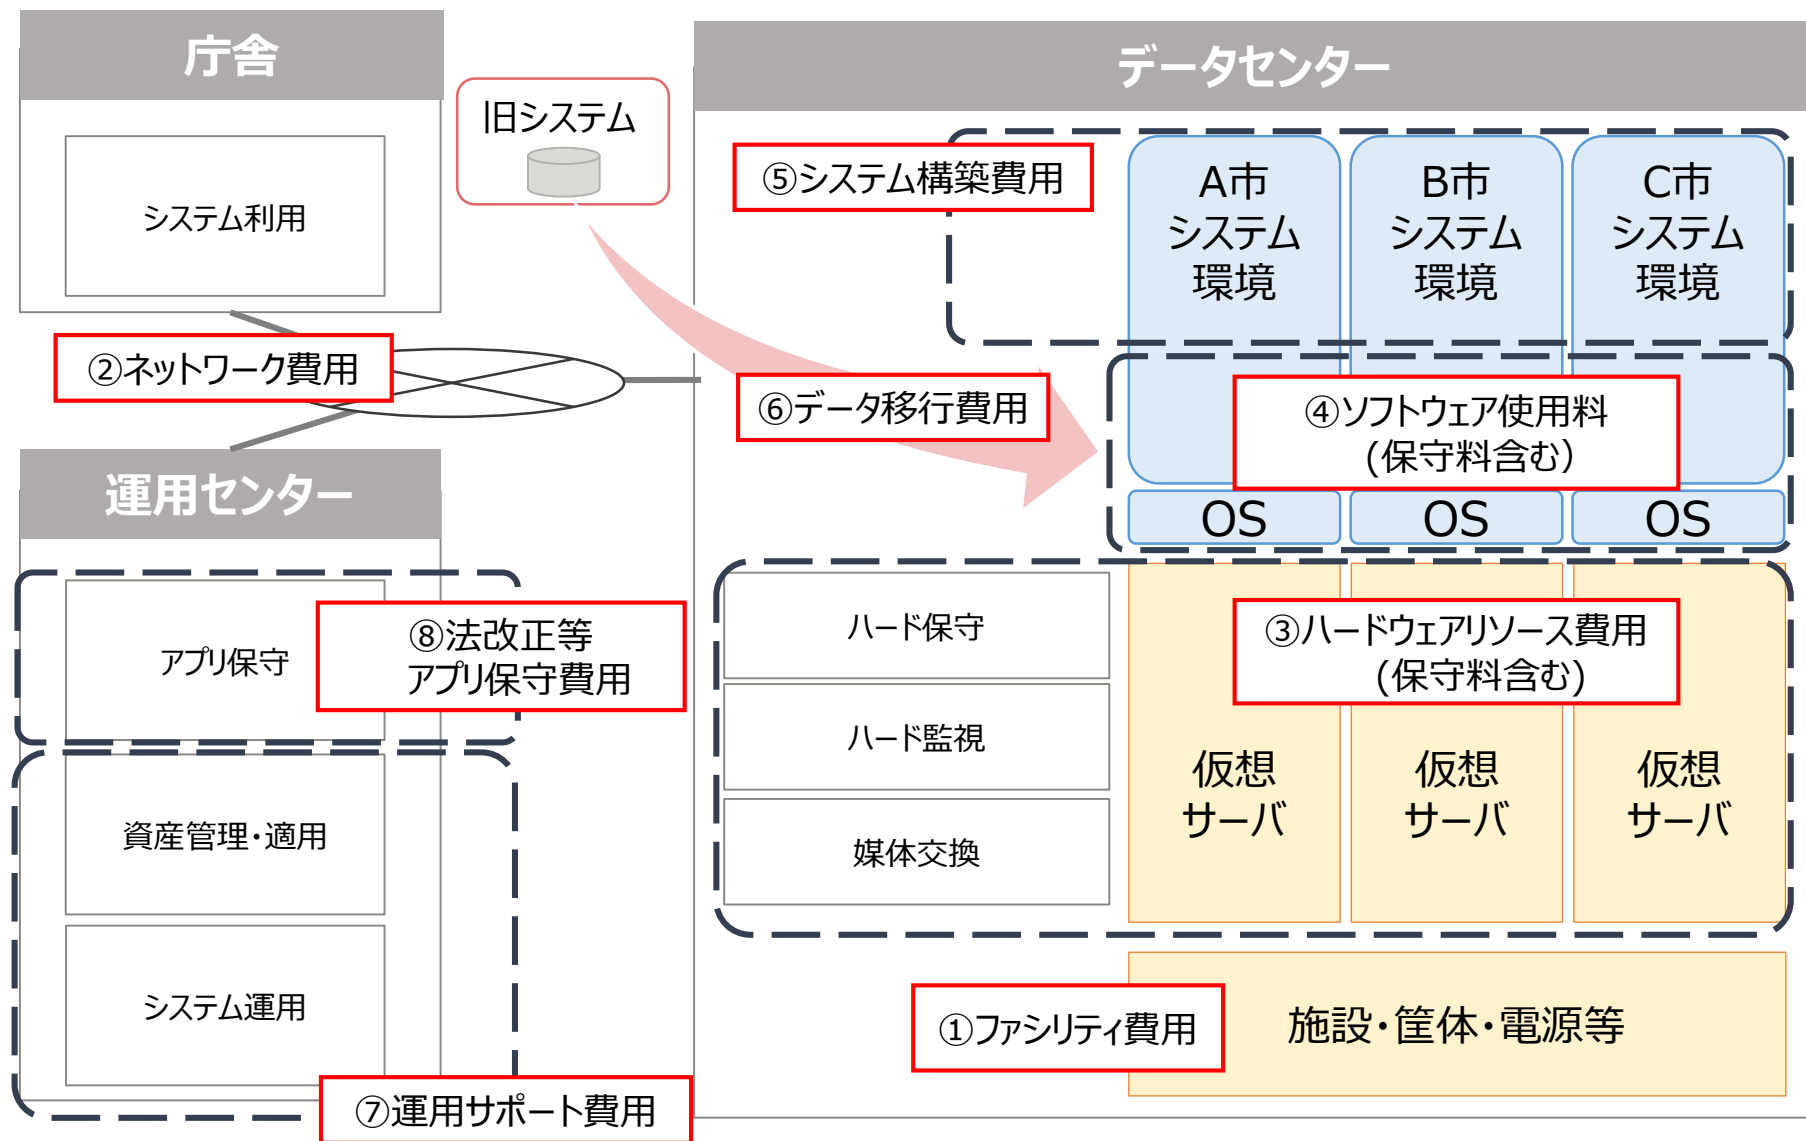 庁舎
システム利用
旧システム
②ネットワーク費用
運用センター
アプリ保守
⑧法改正等
アプリ保守費用
資産管理・適用
システム運用
⑦運用サポート費用
データセンター
⑤システム構築費用
A市
システム
環境
B市
システム
環境
C市
システム
環境
⑥データ移行費用
④ソフトウェア使用料
(保守料含む)
OS
OS
OS
ハード保守
ハード監視
媒体交換
③ハードウェアリソース費用
(保守料含む)
仮想
サーバ
仮想
サーバ
仮想
サーバ
①ファシリティ費用
施設・筐体・電源等